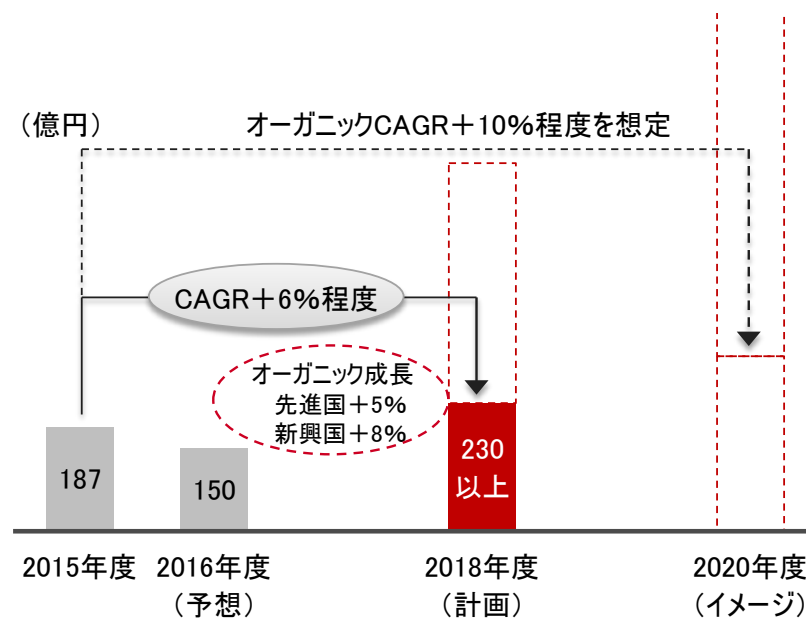 (億円)
オーガニックCAGR+10%程度を想定
CAGR+6%程度
オーガニック成長
先進国+5%
新興国+8%
187
150
230
以上
2015年度
2016年度
(予想)
2018年度
(計画)
2020年度
(イメージ)